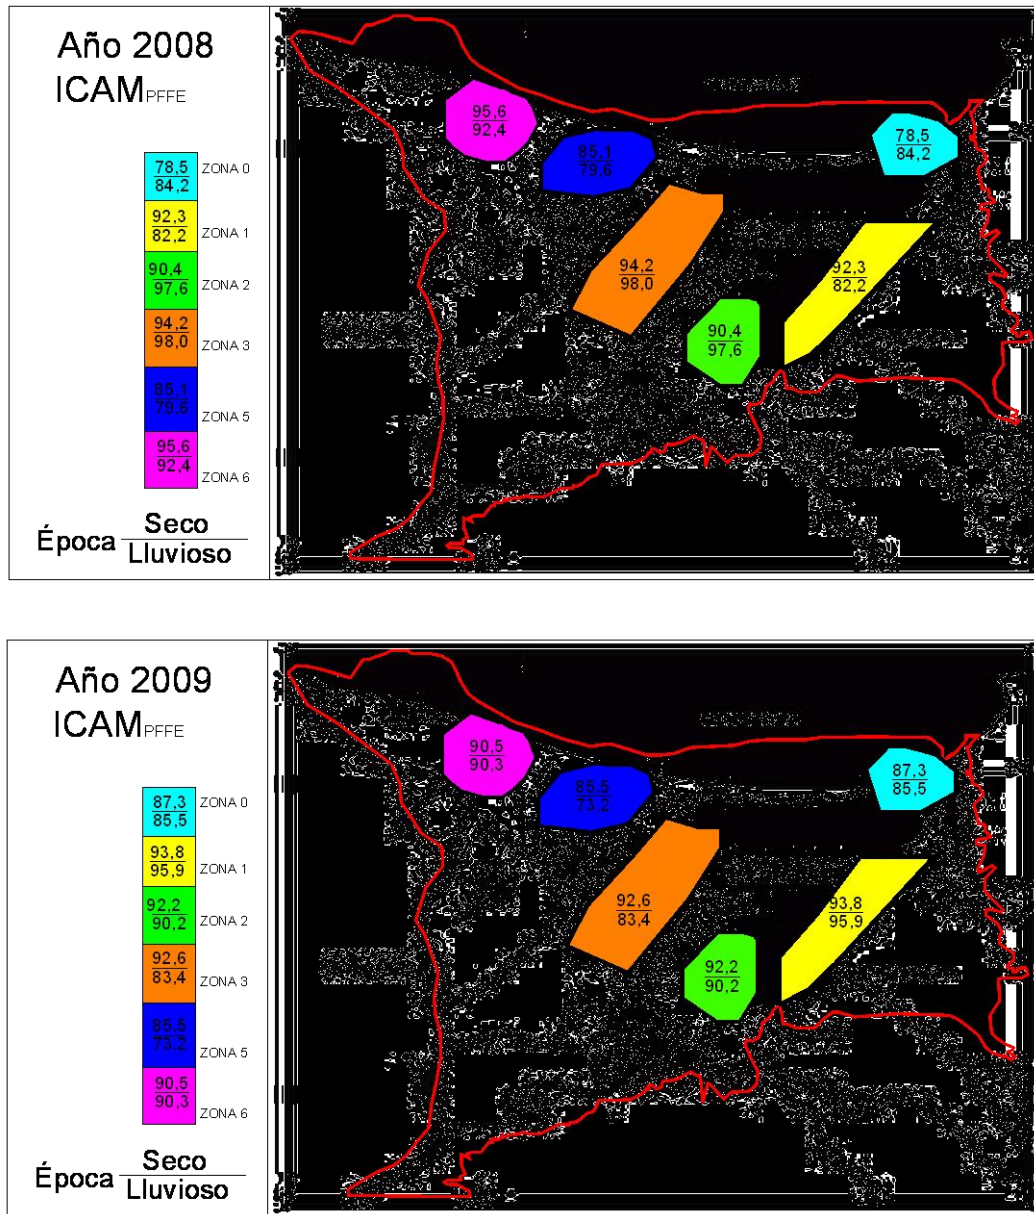 Año 2008
ICAM PFFE
78,5
84,2
ZONA 0
92,3
82,2
ZONA 1
90,4
97,6
ZONA 2
94,2
98,0
ZONA 3
85,1
79,6
ZONA 5
95,6
92,4
ZONA 6
Época Seco
Lluvioso
95,6
92,4
85,1
79,6
78,5
84,2
94,2
98,0
92,3
82,2
90,4
97,6
Año 2009
ICAM PFFE
87,3
85,5
ZONA 0
93,8
95,9
ZONA 1
92,2
90,2
ZONA 2
92,6
83,4
ZONA 3
85,5
73,2
ZONA 5
90,5
90,3
ZONA 6
Época Seco
Lluvioso
90,5
90,3
85,5
73,2
87,3
85,5
92,6
83,4
93,8
95,9
92,2
90,2